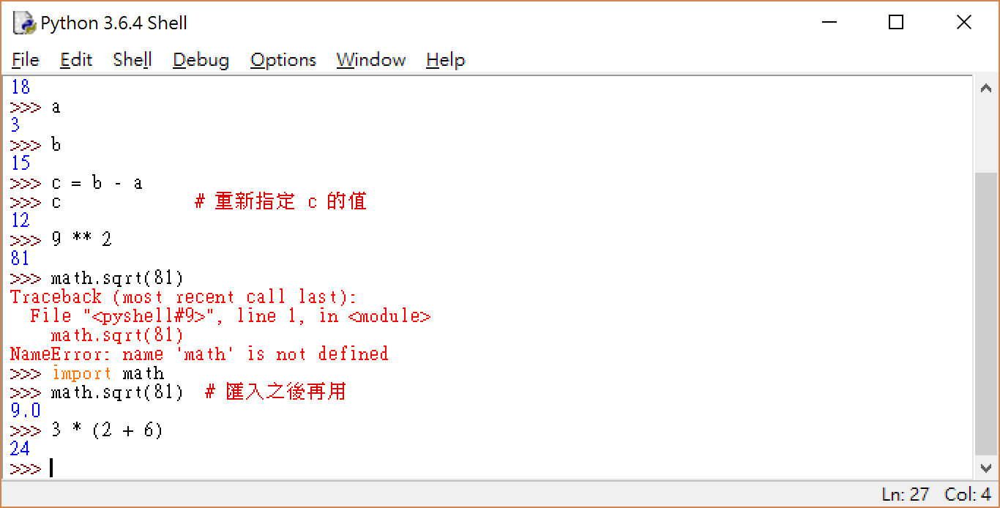 Python 3.6.4 Shell
File Edit Shell Debug Options Window Help
18
>>> a
3
>>> b
15
>>> c = b - a
>>> c # 重新指定 c 的值
12
>>> 9 ** 2
81
>>> math.sqrt(81)
Traceback (most recent call last):
  File "<pyshell#9>", line 1, in <module>
    math.sqrt(81)
NameError: name 'math' is not defined
>>> import math
>>> math.sqrt(81) # 匯入之後再用
9.0
>>> 3 * (2 + 6)
24
>>>
Ln: 27 Col: 4